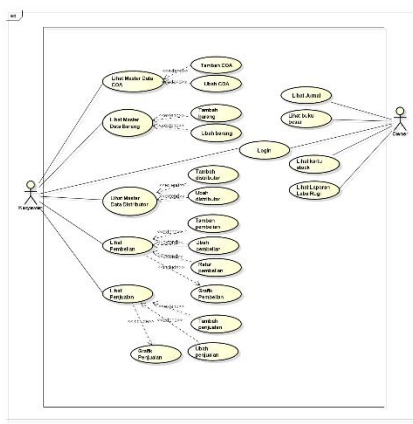 Tambah COA
Lihat Master Data
COA
Ubah COA
Tambah
barang
Lihat Master
Data Barang
Ubah barang
Lihat Jurnal
Lihat buku
besar
Owner
Login
Lihat kartu
stock
Lihat Laporan
Laba Rugi
Karyawan
Tambah
distributor
Lihat Master
Data Distributor
Ubah
distributor
Tambah
pembelian
Lihat
Pembelian
Ubah
pembelian
Retur
pembelian
Lihat
Penjualan
Grafik
Pembelian
Tambah
penjualan
Grafik
Penjualan
Ubah
penjualan